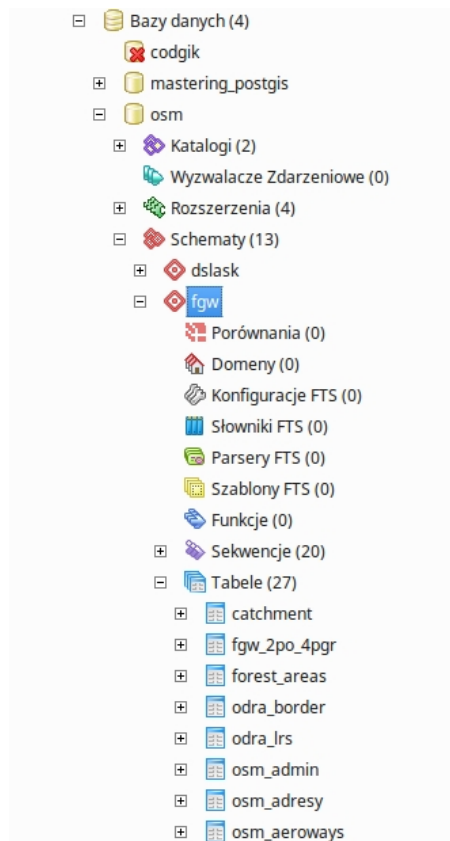 Bazy danych (4)
codgik
mastering_postgis
osm
Katalogi (2)
Wyzwalacze Zdarzeniowe (0)
Rozszerzenia (4)
Schematy (13)
dslask
fgw
Porównania (0)
Domeny (0)
Konfiguracje FTS (0)
Słowniki FTS (0)
Parsery FTS (0)
Szablony FTS (0)
Funkcje (0)
Sekwencje (20)
Tabele (27)
catchment
fgw_2po_4pgr
forest_areas
odra_border
odra_lrs
osm_admin
osm_adresy
osm_aeroways